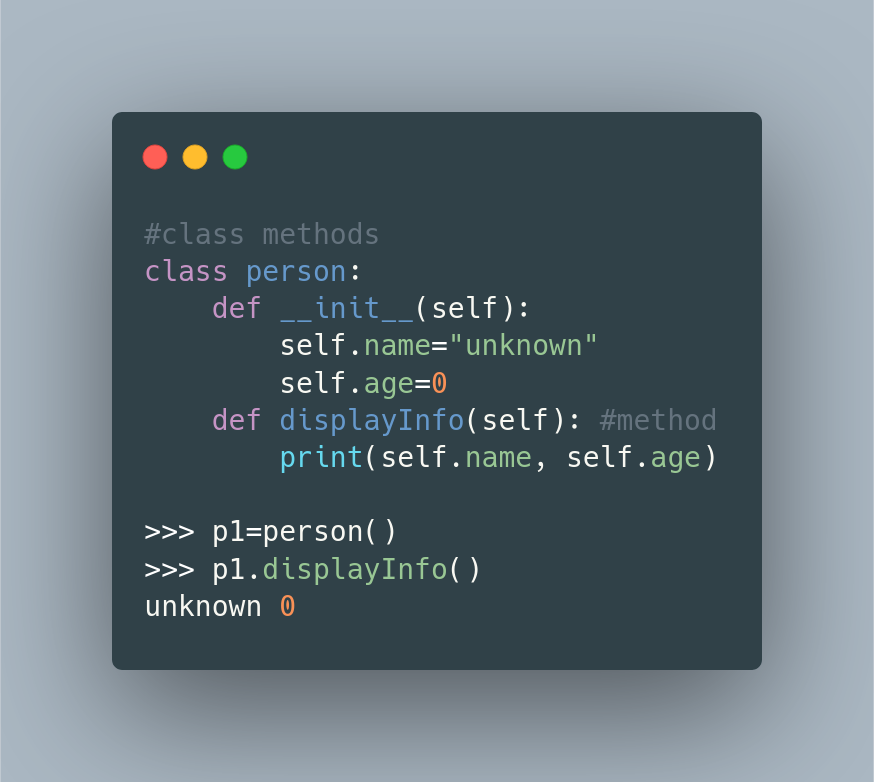 #class methods
class person:
    def __init__(self):
        self.name="unknown"
        self.age=0
    def displayInfo(self): #method
        print(self.name, self.age)

>>> p1=person()
>>> p1.displayInfo()
unknown 0